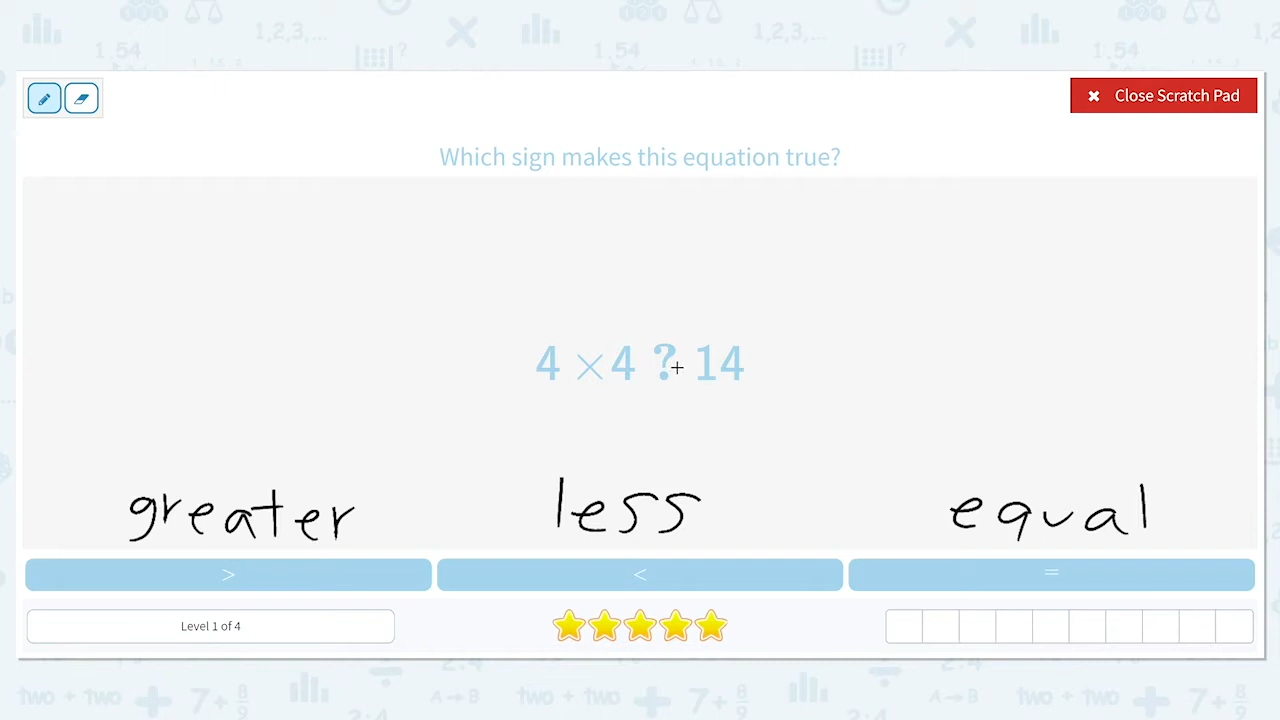 ✖ Close Scratch Pad
Which sign makes this equation true?
4 × 4 ? 14
greater less equal
> < =
Level 1 of 4